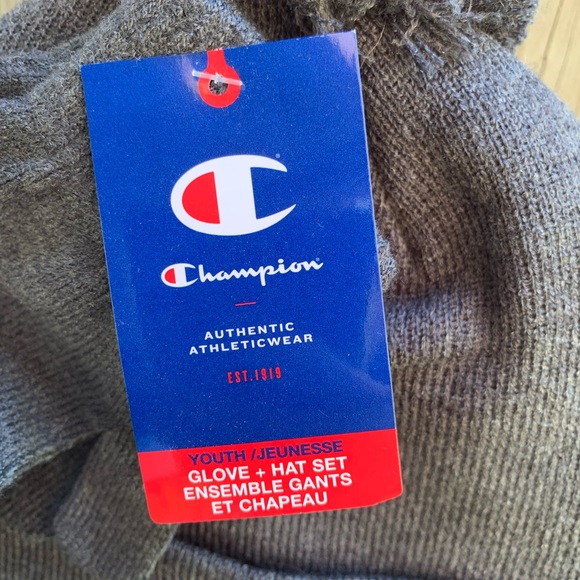 Champion
AUTHENTIC
ATHLETICWEAR
EST.1919
YOUTH /JEUNESSE
GLOVE + HAT SET
ENSEMBLE GANTS
ET CHAPEAU